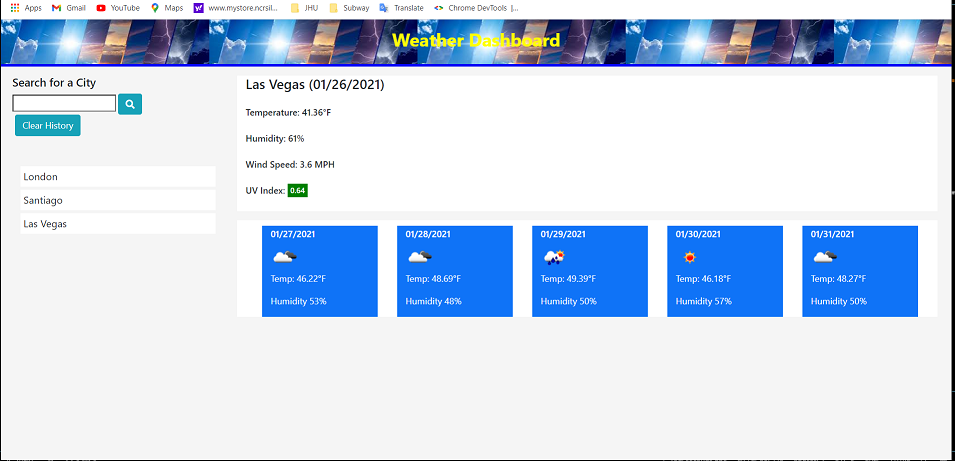 Apps Gmail YouTube Maps www.mystore.ncrsil... JHU Subway Translate Chrome DevTools |...
Weather Dashboard
Search for a City
Clear History
London
Santiago
Las Vegas
Las Vegas (01/26/2021)
Temperature: 41.36°F
Humidity: 61%
Wind Speed: 3.6 MPH
UV Index: 0.64
01/27/2021
Temp: 46.22°F
Humidity 53%
01/28/2021
Temp: 48.69°F
Humidity 48%
01/29/2021
Temp: 49.39°F
Humidity 50%
01/30/2021
Temp: 46.18°F
Humidity 57%
01/31/2021
Temp: 48.27°F
Humidity 50%